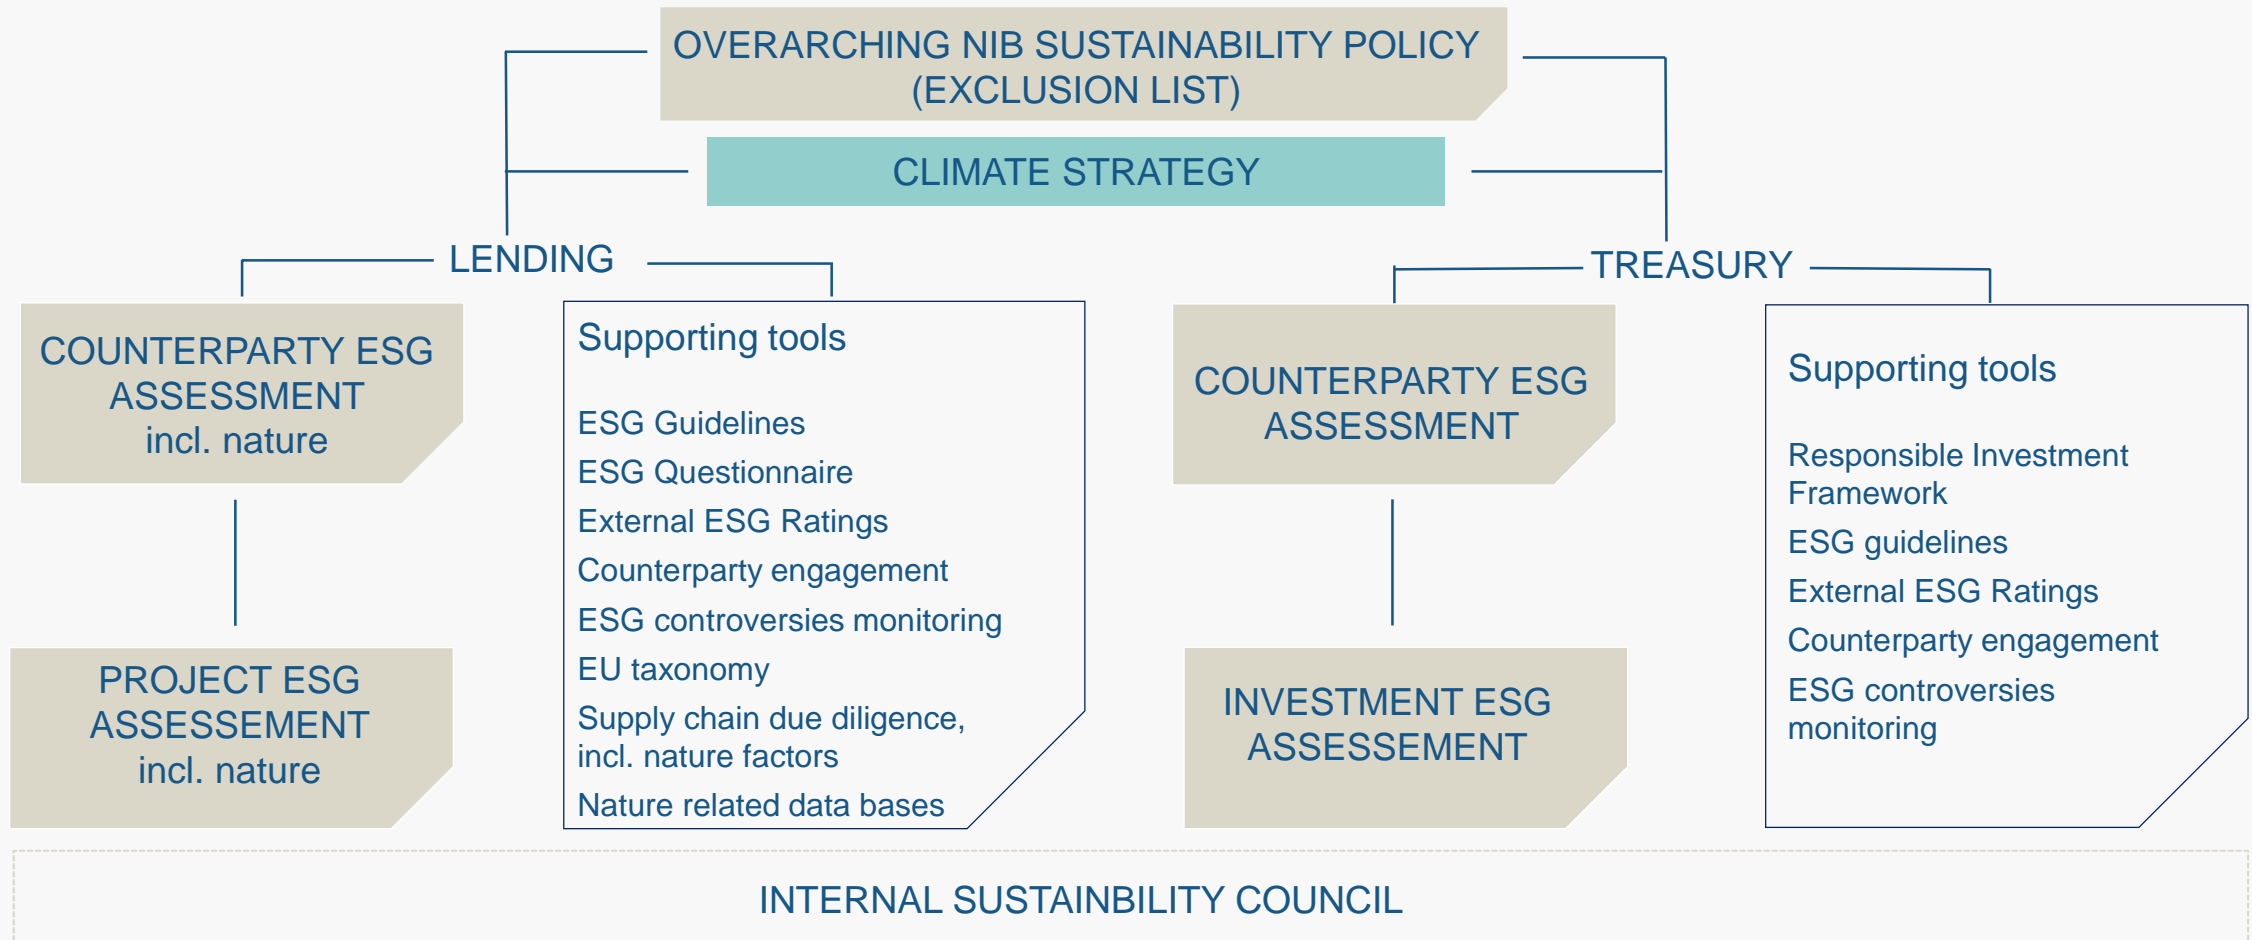 OVERARCHING NIB SUSTAINABILITY POLICY
(EXCLUSION LIST)
CLIMATE STRATEGY
LENDING
TREASURY
COUNTERPARTY ESG
ASSESSMENT
incl. nature
PROJECT ESG
ASSESSEMENT
incl. nature
Supporting tools
ESG Guidelines
ESG Questionnaire
External ESG Ratings
Counterparty engagement
ESG controversies monitoring
EU taxonomy
Supply chain due diligence,
incl. nature factors
Nature related data bases
COUNTERPARTY ESG
ASSESSMENT
INVESTMENT ESG
ASSESSEMENT
Supporting tools
Responsible Investment
Framework
ESG guidelines
External ESG Ratings
Counterparty engagement
ESG controversies
monitoring
INTERNAL SUSTAINBILITY COUNCIL